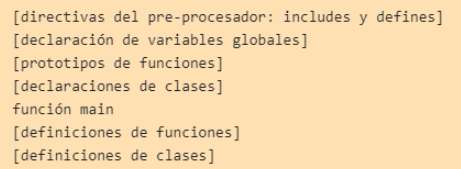 [directivas del pre-procesador: includes y defines]
[declaración de variables globales]
[prototipos de funciones]
[declaraciones de clases]
función main
[definiciones de funciones]
[definiciones de clases]